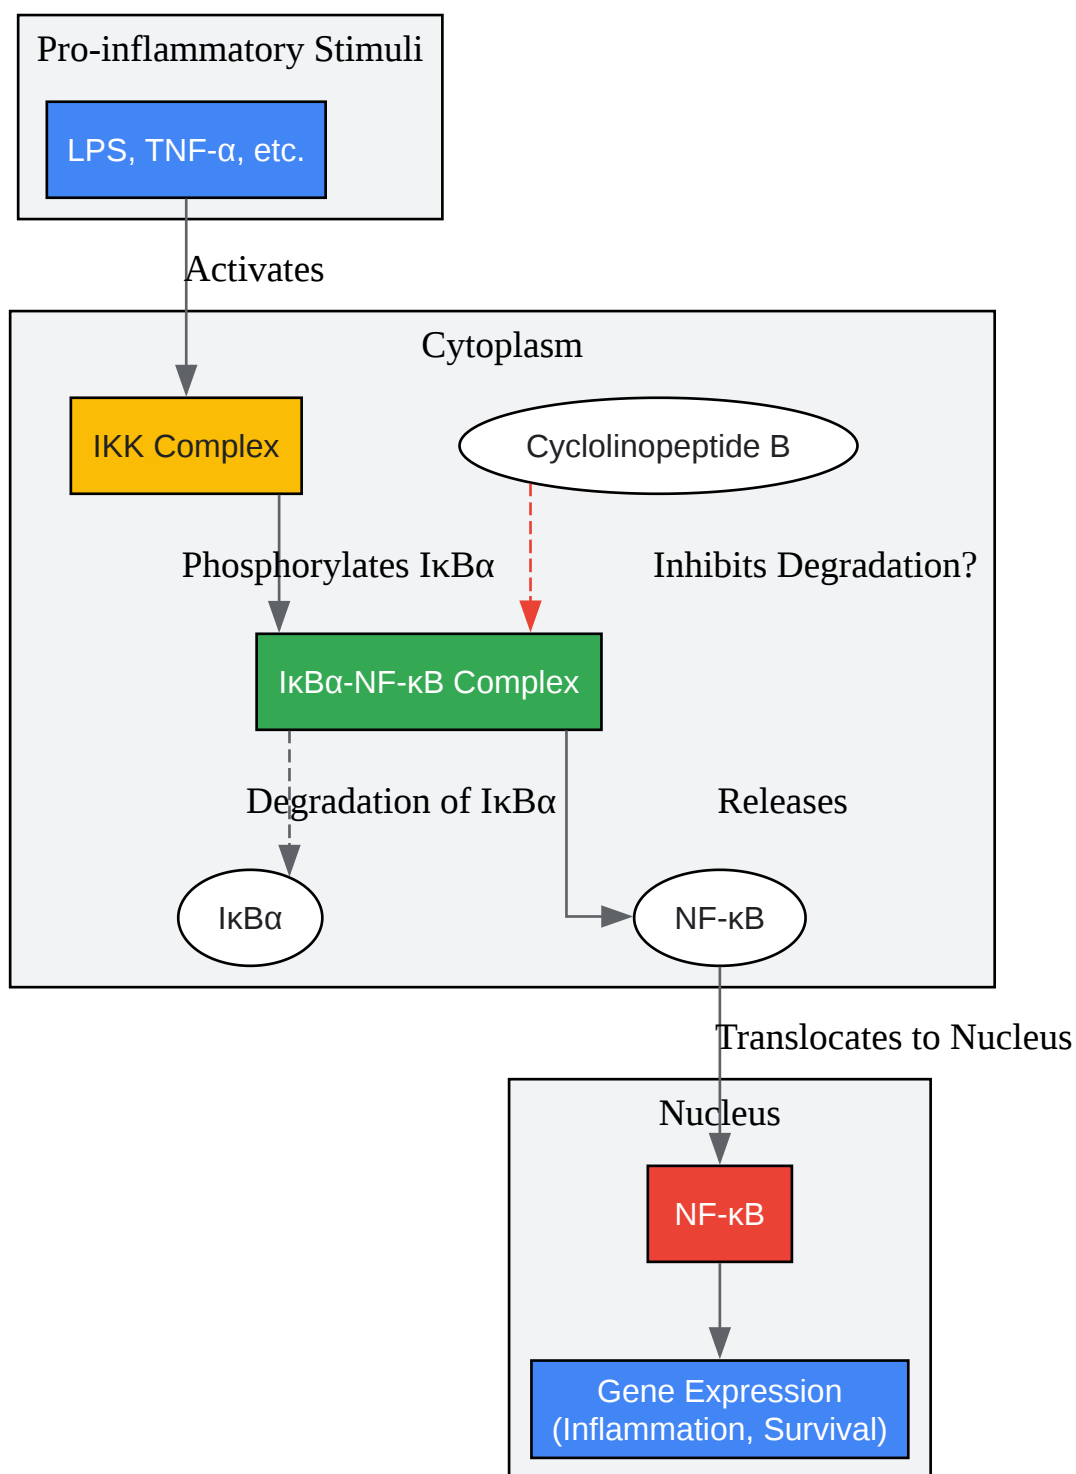 Pro-inflammatory Stimuli
LPS, TNF-α, etc.
Activates
Cytoplasm
IKK Complex
Cyclolinopeptide B
Phosphorylates IκBα
Inhibits Degradation?
IκBα-NF-κB Complex
Degradation of IκBα
Releases
IκBα
NF-κB
Translocates to Nucleus
Nucleus
NF-κB
Gene Expression
(Inflammation, Survival)